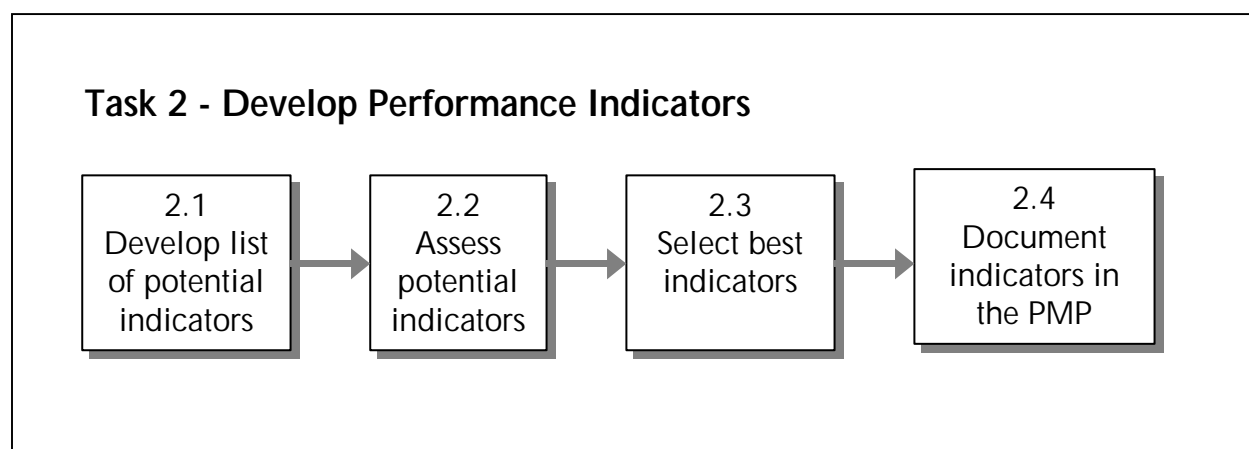 Task 2 - Develop Performance Indicators
2.1
Develop list
of potential
indicators
2.2
Assess
potential
indicators
2.3
Select best
indicators
2.4
Document
indicators in
the PMP